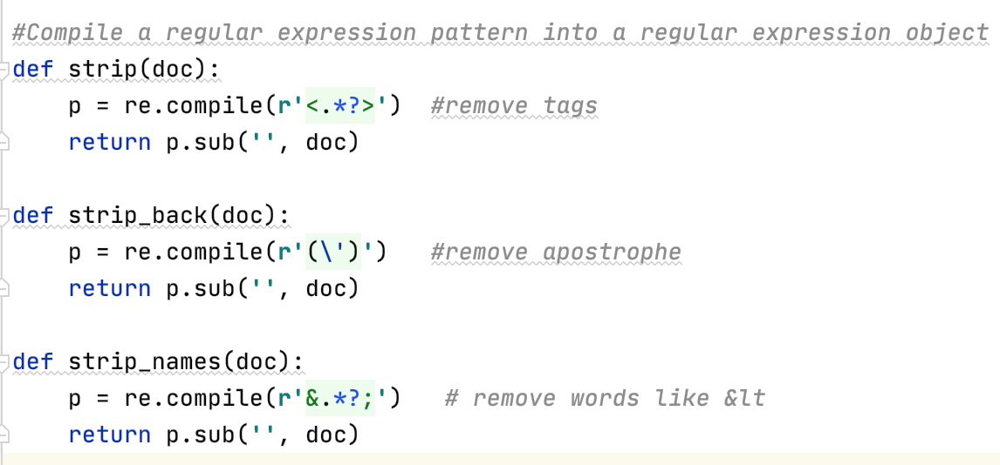 #Compile a regular expression pattern into a regular expression object
def strip(doc):
    p = re.compile(r'<.*?>')  #remove tags
    return p.sub('', doc)

def strip_back(doc):
    p = re.compile(r'(\')')   #remove apostrophe
    return p.sub('', doc)

def strip_names(doc):
    p = re.compile(r'&.*?;')   # remove words like &lt
    return p.sub('', doc)